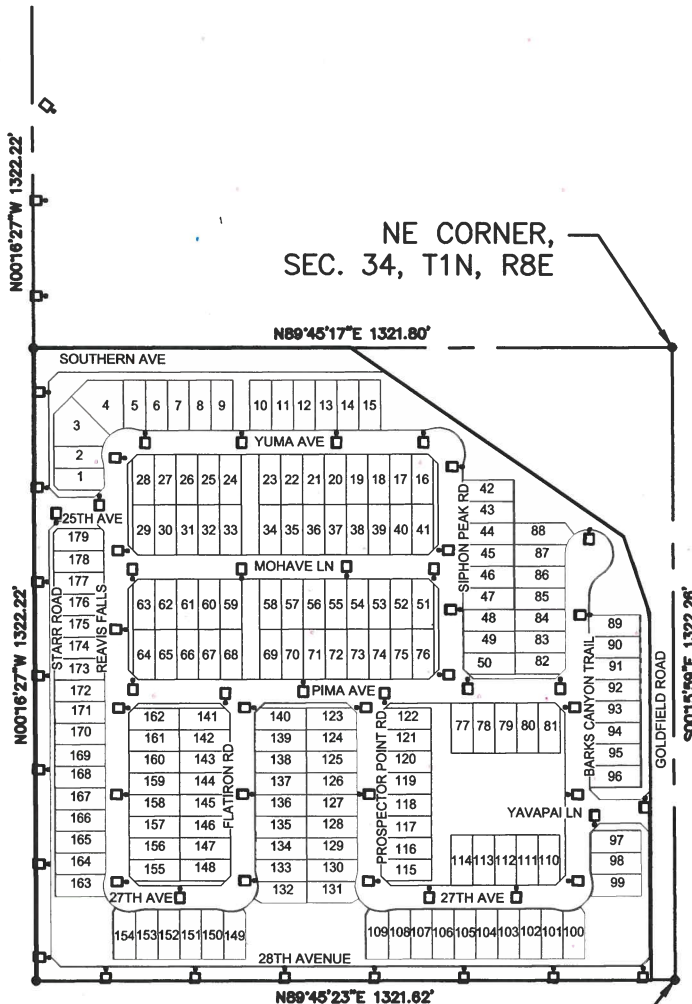 N00°16'27"W 1322.22'
NE CORNER,
SEC. 34, T1N, R8E
N89°45'17"E 1321.80'
SOUTHERN AVE
4 5 6 7 8 9 10 11 12 13 14 15
3
2
1
YUMA AVE
28 27 26 25 24 23 22 21 20 19 18 17 16
29 30 31 32 33 34 35 36 37 38 39 40 41
25TH AVE
MOHAVE LN
63 62 61 60 59 58 57 56 55 54 53 52 51
64 65 66 67 68 69 70 71 72 73 74 75 76
PIMA AVE
SIPHON PEAK RD
42
43
44 88
45 87
46 86
47 85
48 84
49 83
50 82
STARR ROAD
REAVIS FALLS
179
178
177
176
175
174
173
172
171
170
169
168
167
166
165
164
163
N00°16'27"W 1322.22'
162 141
161 142
160 143
159 144
158 145
157 146
156 147
155 148
FLATIRON RD
140 123
139 124
138 125
137 126
136 127
135 128
134 129
133 130
132 131
PROSPECTOR POINT RD
122
121
120
119
118
117
116
115
77 78 79 80 81
114 113 112 111 110
BARKS CANYON TRAIL
89
90
91
92
93
94
95
96
GOLDFIELD ROAD
S00°15'59"E 1322.26'
YAVAPAI LN
97
98
99
27TH AVE
27TH AVE
154 153 152 151 150 149
109 108 107 106 105 104 103 102 101 100
28TH AVENUE
N89°45'23"E 1321.62'